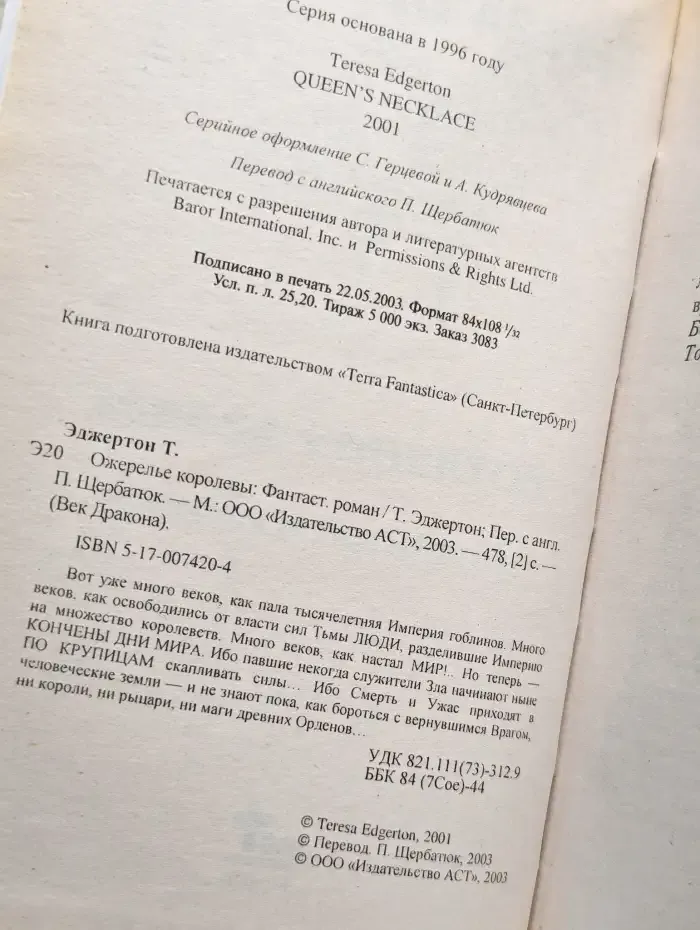 Серия основана в 1996 году
Teresa Edgerton
QUEEN'S NECKLACE
2001
Серийное оформление С. Герцевой и А. Кудрявцева
Перевод с английского П. Щербатюк
Печатается с разрешения автора и литературных агентств
Baror International, Inc. и Permissions & Rights Ltd.
Подписано в печать 22.05.2003. Формат 84x108 1/32
Усл. п. л. 25,20. Тираж 5 000 экз. Заказ 3083
Книга подготовлена издательством «Terra Fantastica» (Санкт-Петербург)
Эджертон Т.
Э20 Ожерелье королевы: Фантаст. роман / Т. Эджертон; Пер. с англ.
П. Щербатюк. — М.: ООО «Издательство АСТ», 2003. — 478, [2] с. —
(Век Дракона).
ISBN 5-17-007420-4
Вот уже много веков, как пала тысячелетняя Империя гоблинов. Много
веков, как освободились от власти сил Тьмы ЛЮДИ, разделившие Империю
на множество королевств. Много веков, как настал МИР!.. Но теперь —
КОНЧЕНЫ ДНИ МИРА. Ибо павшие некогда служители Зла начинают ныне
ПО КРУПИЦАМ скапливать силы... Ибо Смерть и Ужас приходят в
человеческие земли — и не знают пока, как бороться с вернувшимся Врагом,
ни короли, ни рыцари, ни маги древних Орденов...
УДК 821.111(73)-312.9
ББК 84 (7Сое)-44
© Teresa Edgerton, 2001
© Перевод. П. Щербатюк, 2003
© ООО «Издательство АСТ», 2003